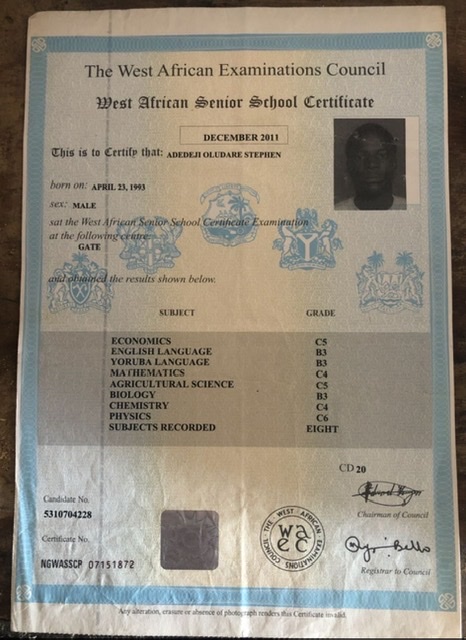 The West African Examinations Council
West African Senior School Certificate
DECEMBER 2011
This is to Certify that: ADEDEJI OLUDARE STEPHEN
born on: APRIL 23, 1993
sex: MALE
sat the West African Senior School Certificate Examination
at the following centre:
GATE
and obtained the results shown below.
SUBJECT GRADE
ECONOMICS C5
ENGLISH LANGUAGE B3
YORUBA LANGUAGE B3
MATHEMATICS C4
AGRICULTURAL SCIENCE C5
BIOLOGY B3
CHEMISTRY C4
PHYSICS C6
SUBJECTS RECORDED EIGHT
CD 20
Candidate No.
5310704228
Chairman of Council
Certificate No.
NGWASSCP 07151872
THE WEST AFRICAN EXAMINATIONS COUNCIL
wa
ec
Bello
Registrar to Council
Any alteration, erasure or absence of photograph renders this Certificate invalid.